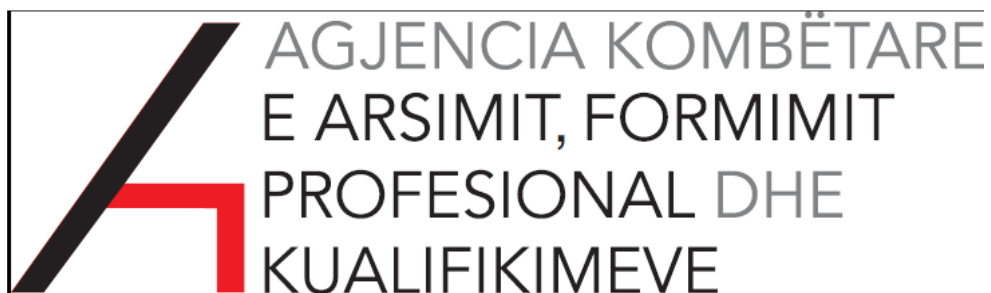 AGJENCIA KOMBËTARE
E ARSIMIT, FORMIMIT
PROFESIONAL DHE
KUALIFIKIMEVE